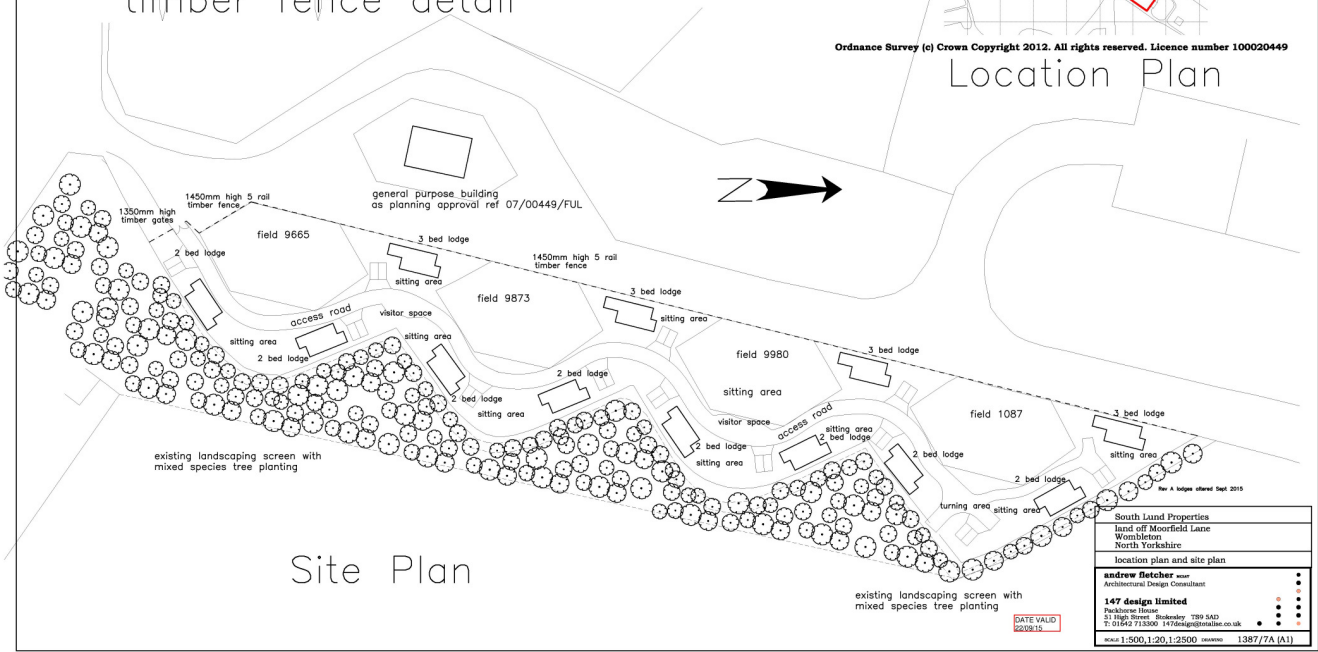 timber fence detail
Ordnance Survey (c) Crown Copyright 2012. All rights reserved. Licence number 100020449
Location Plan
general purpose building
as planning approval ref 07/00449/FUL
N
1450mm high 5 rail
timber fence
1350mm high
timber gates
field 9665
2 bed lodge
3 bed lodge
sitting area
1450mm high 5 rail
timber fence
field 9873
access road
visitor space
sitting area
2 bed lodge
sitting area
2 bed lodge
sitting area
3 bed lodge
sitting area
2 bed lodge
field 9980
sitting area
3 bed lodge
visitor space
access road
2 bed lodge
sitting area
sitting area
2 bed lodge
field 1087
2 bed lodge
3 bed lodge
sitting area
2 bed lodge
turning area
sitting area
existing landscaping screen with
mixed species tree planting
Site Plan
existing landscaping screen with
mixed species tree planting
Rev A lodges altered Sept 2015
DATE VALID
22/09/15
South Lund Properties
land off Moorfield Lane
Wombleton
North Yorkshire
location plan and site plan
andrew fletcher MCIAT
Architectural Design Consultant
147 design limited
Packhorse House
51 High Street Stokesley TS9 5AD
T: 01642 713300 147design@totalise.co.uk
SCALE 1:500,1:20,1:2500 DRAWING 1387/7A (A1)